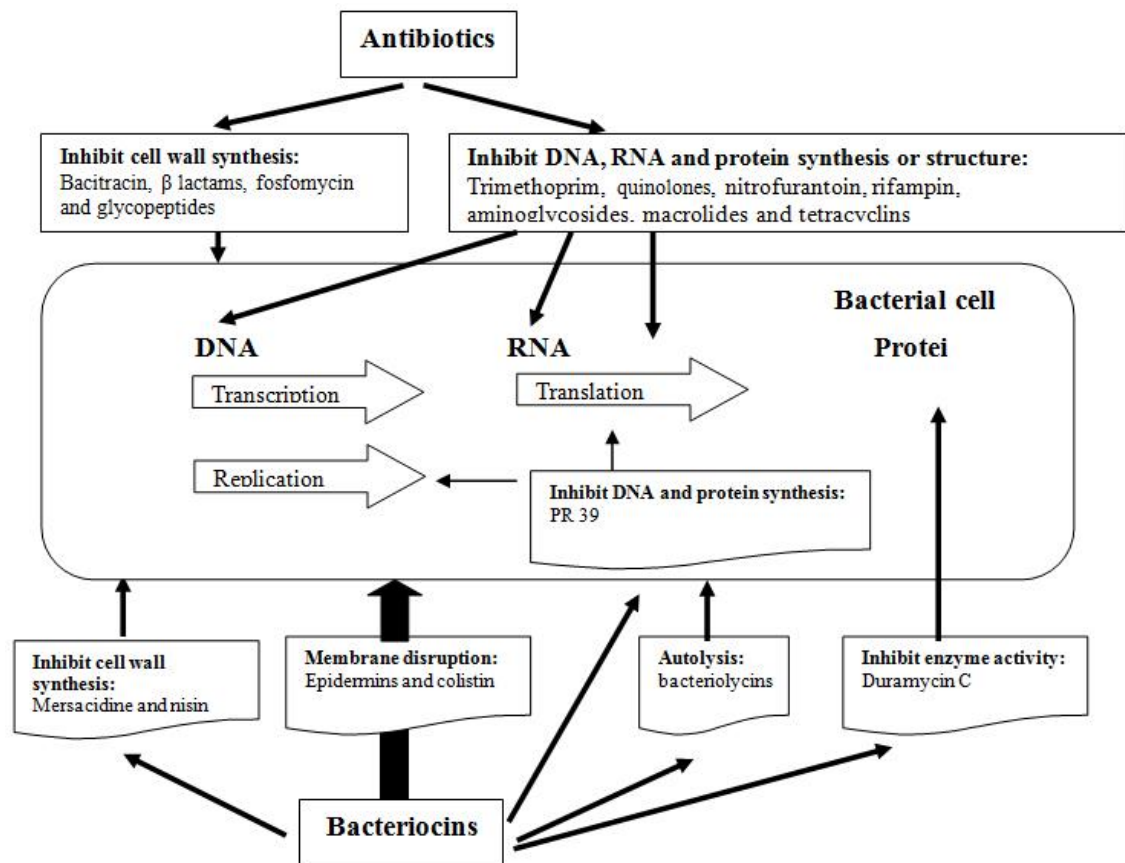 Antibiotics
Inhibit cell wall synthesis:
Bacitracin, β lactams, fosfomycin
and glycopeptides
Inhibit DNA, RNA and protein synthesis or structure:
Trimethoprim, quinolones, nitrofurantoin, rifampin,
aminoglycosides, macrolides and tetracyclins
Bacterial cell
DNA
RNA
Protei
Transcription
Translation
Replication
Inhibit DNA and protein synthesis:
PR 39
Inhibit cell wall
synthesis:
Mersacidine and nisin
Membrane disruption:
Epidermins and colistin
Autolysis:
bacteriolycins
Inhibit enzyme activity:
Duramycin C
Bacteriocins